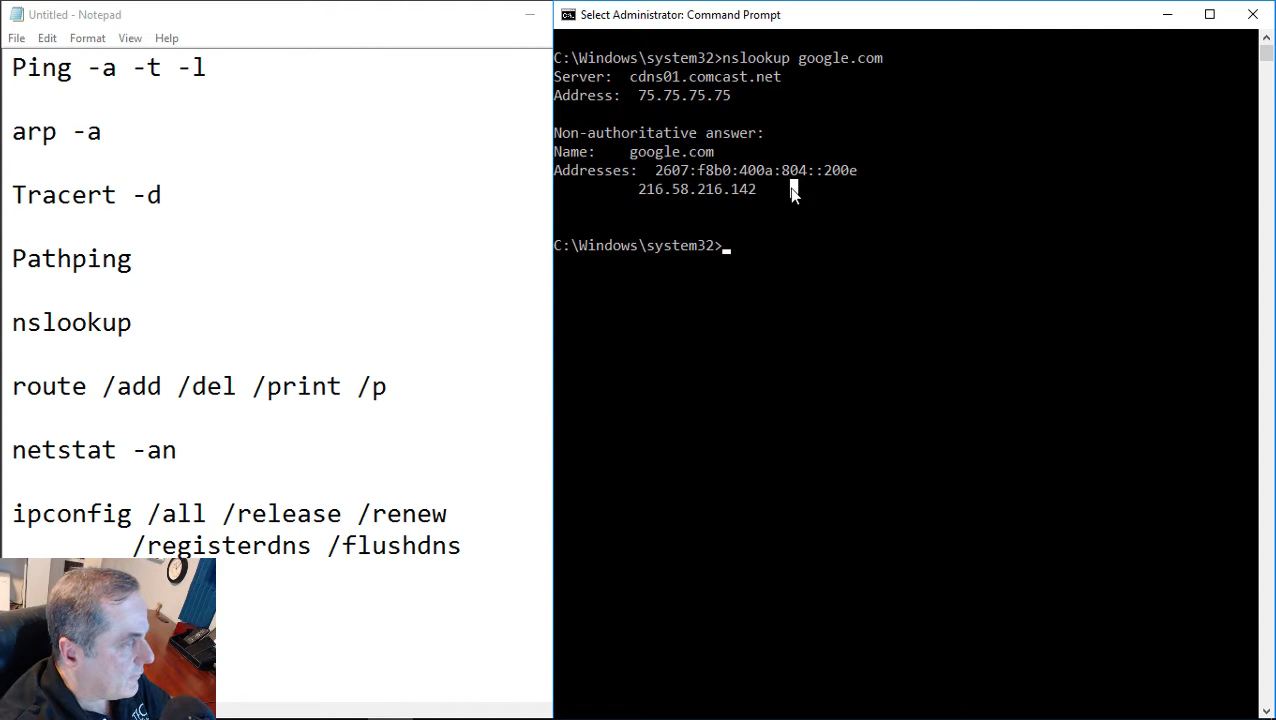 Untitled - Notepad
File Edit Format View Help
Ping -a -t -l
arp -a
Tracert -d
Pathping
nslookup
route /add /del /print /p
netstat -an
ipconfig /all /release /renew
/registerdns /flushdns
Select Administrator: Command Prompt
C:\Windows\system32>nslookup google.com
Server: cdns01.comcast.net
Address: 75.75.75.75
Non-authoritative answer:
Name: google.com
Addresses: 2607:f8b0:400a:804::200e
216.58.216.142
C:\Windows\system32>